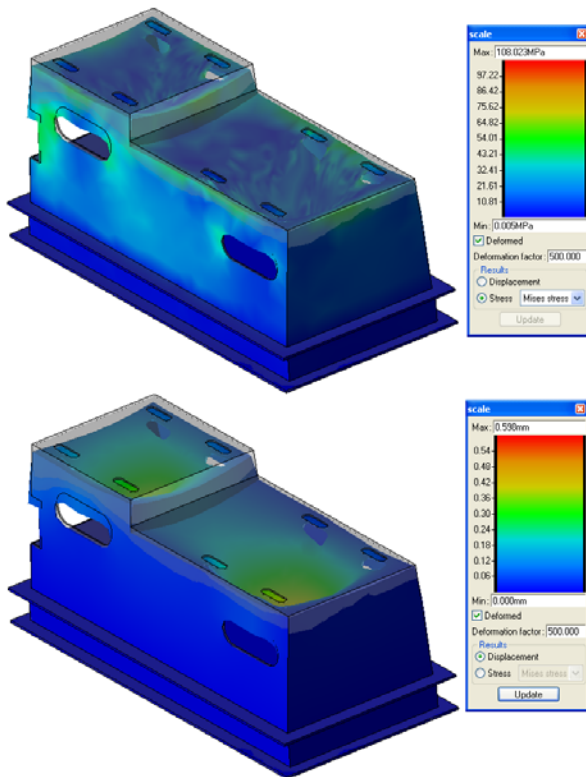 scale
Max: 108.023MPa
97.22
86.42
75.62
64.82
54.01
43.21
32.41
21.61
10.81
Min: 0.005MPa
Deformed
Deformation factor: 500.000
Results
Displacement
Stress Mises stress
Update
scale
Max: 0.598mm
0.54
0.48
0.42
0.36
0.30
0.24
0.18
0.12
0.06
Min: 0.000mm
Deformed
Deformation factor: 500.000
Results
Displacement
Stress Mises stress
Update